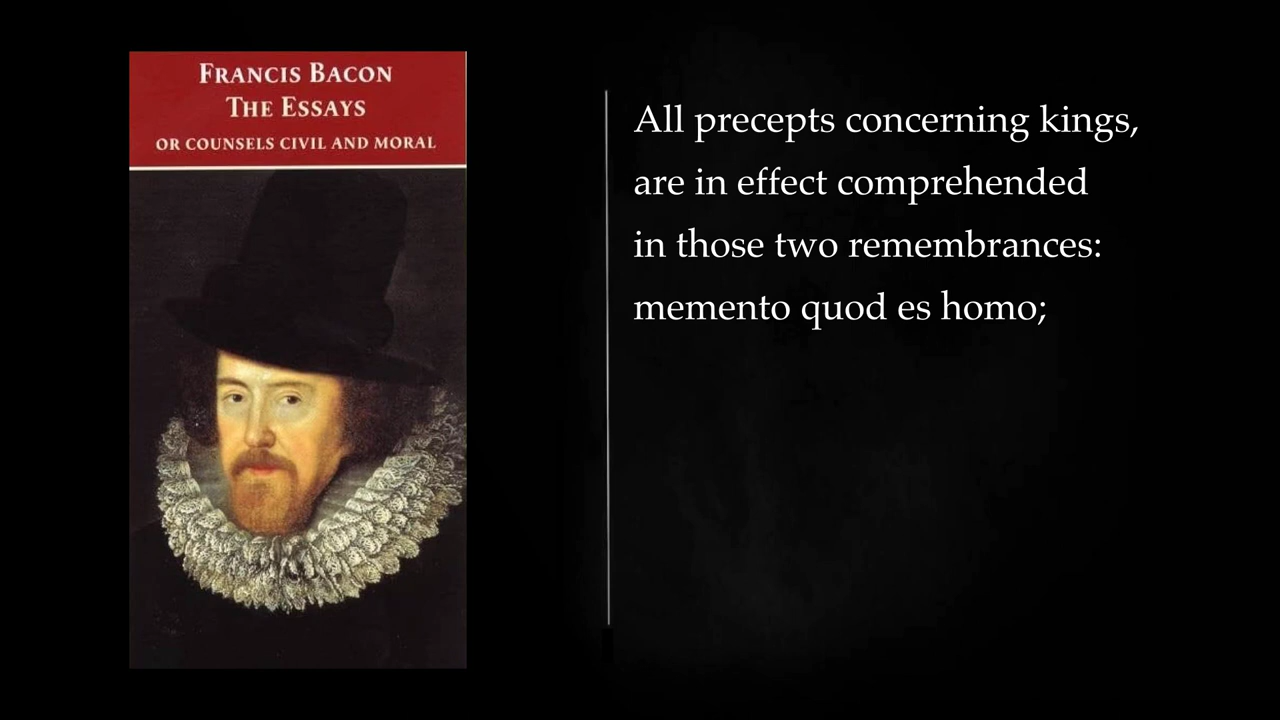 FRANCIS BACON
THE ESSAYS
OR COUNSELS CIVIL AND MORAL
All precepts concerning kings,
are in effect comprehended
in those two remembrances:
memento quod es homo;